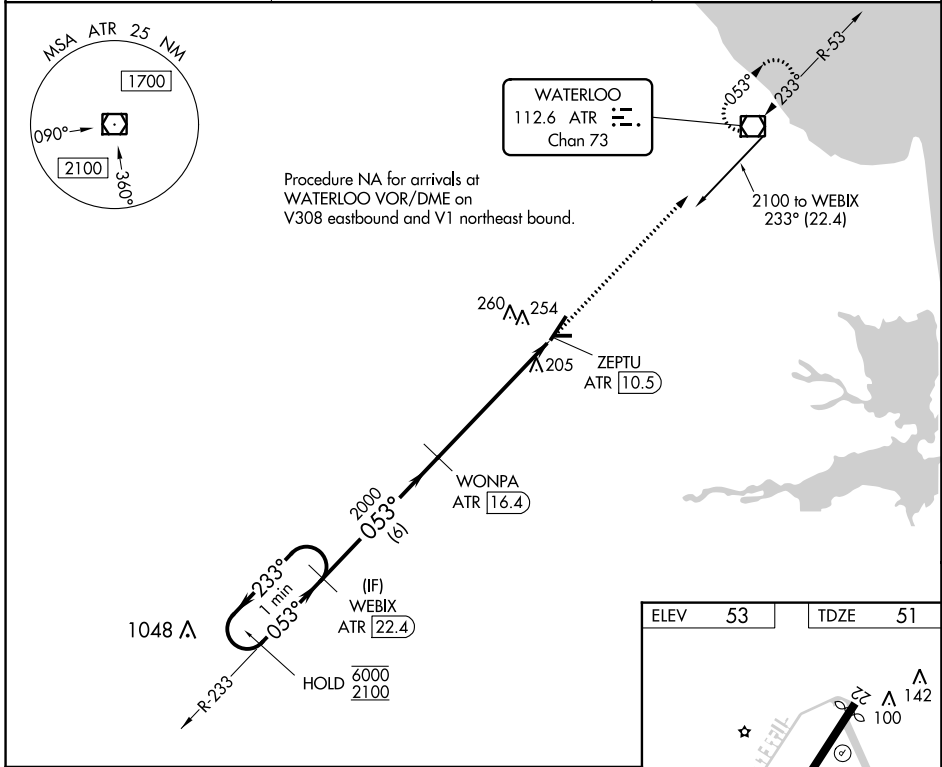 MSA ATR 25 NM
1700
090°
2100
360°
WATERLOO
112.6 ATR
Chan 73
053°
233°
R-53
2100 to WEBIX
233° (22.4)
Procedure NA for arrivals at
WATERLOO VOR/DME on
V308 eastbound and V1 northeast bound.
260
254
205
ZEPTU
ATR 10.5
WONPA
ATR 16.4
2000
053°
(6)
(IF)
WEBIX
ATR 22.4
233°
1 min
053°
1048
HOLD 6000
2100
R-233
ELEV 53
TDZE 51
22
142
100
P